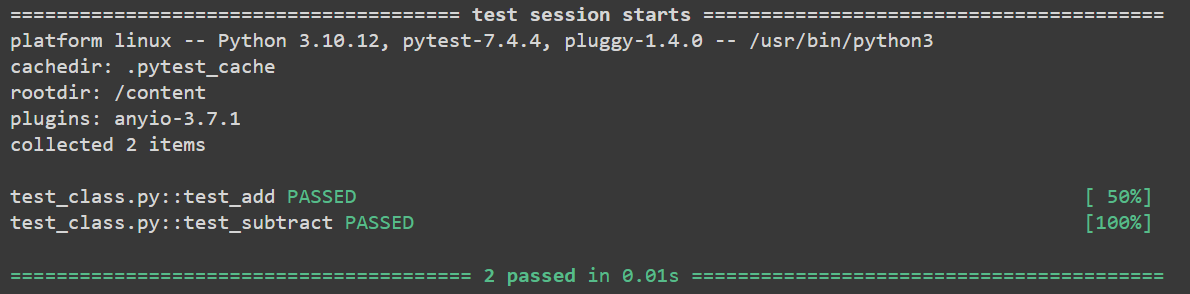 ======================================= test session starts ========================================
platform linux -- Python 3.10.12, pytest-7.4.4, pluggy-1.4.0 -- /usr/bin/python3
cachedir: .pytest_cache
rootdir: /content
plugins: anyio-3.7.1
collected 2 items
test_class.py::test_add PASSED [ 50%]
test_class.py::test_subtract PASSED [100%]
======================================== 2 passed in 0.01s =========================================